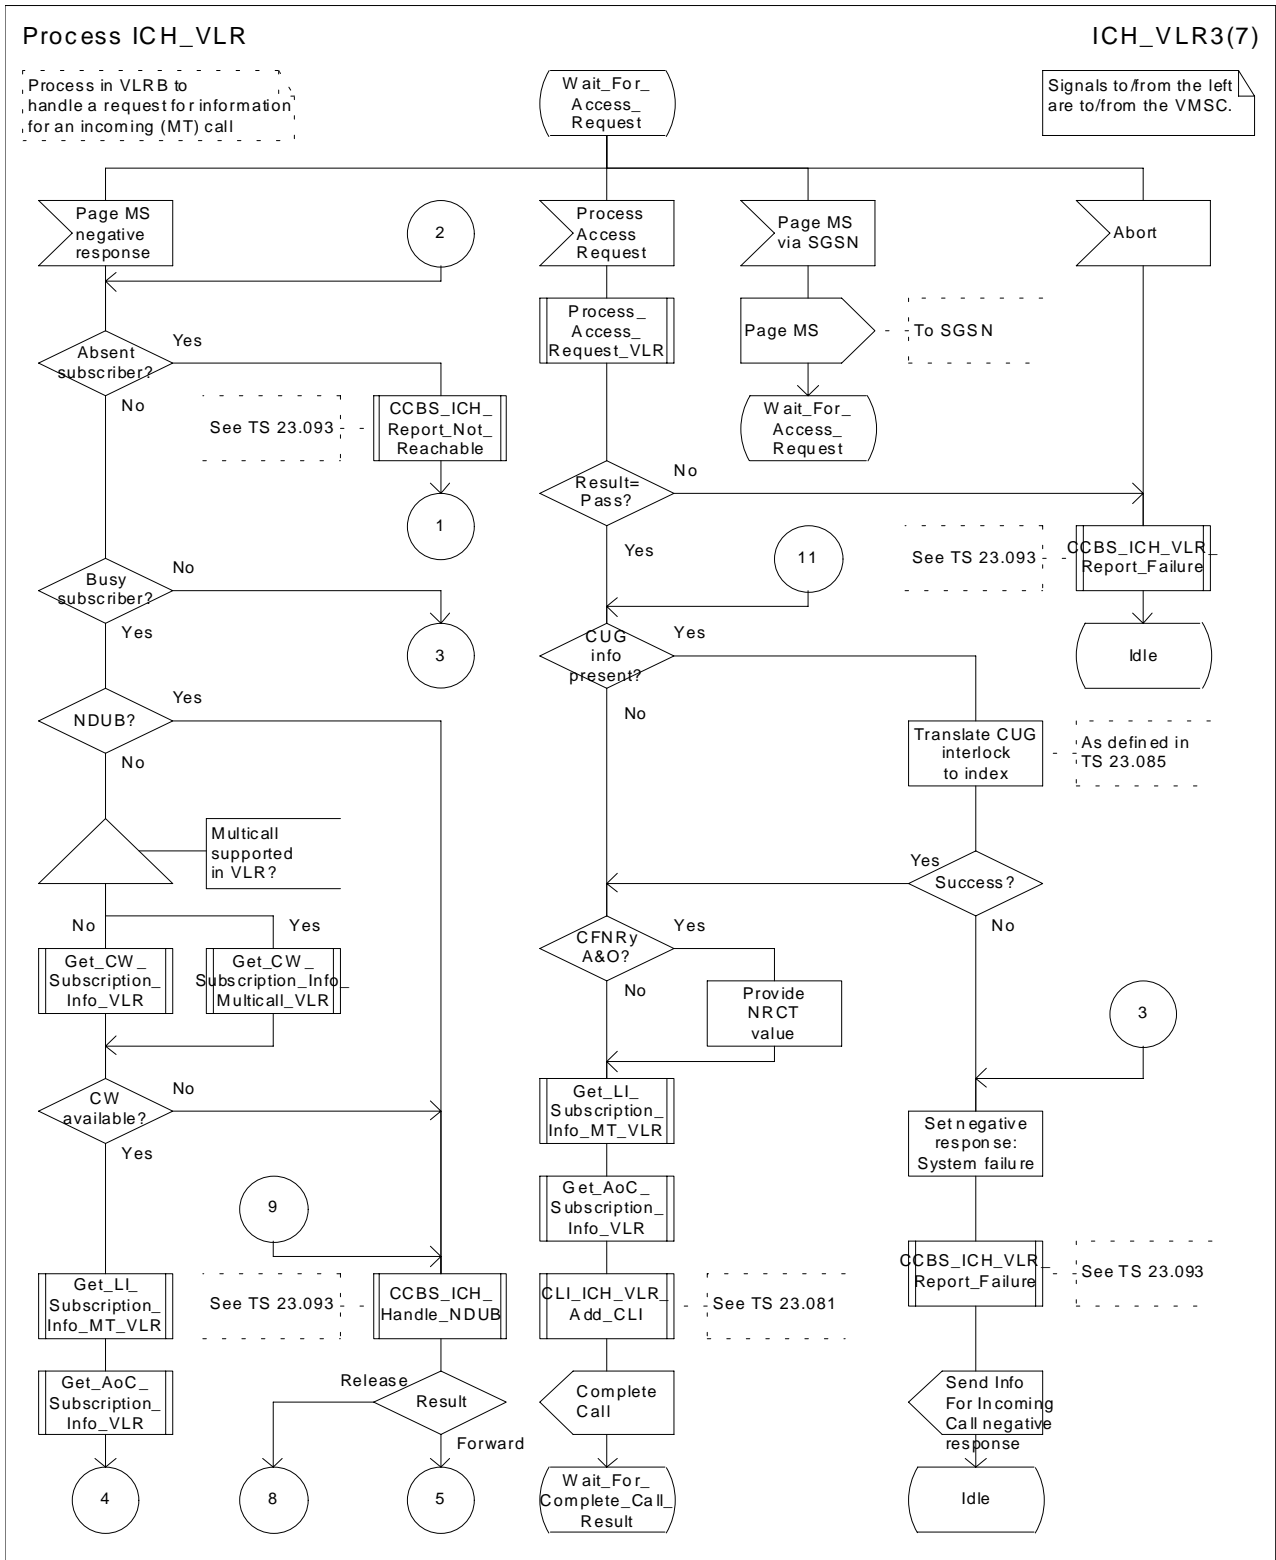 Process ICH_VLR
ICH_VLR3(7)
Process in VLRB to
handle a request for information
for an incoming (MT) call
Wait_For_
Access_
Request
Signals to/from the left
are to/from the VMSC.
Page MS
negative
response
2
Process
Access
Request
Page MS
via SGSN
Abort
Process_
Access_
Request_VLR
Page MS
To SGSN
Absent
subscriber?
Yes
No
See TS 23.093
CCBS_ICH_
Report_Not_
Reachable
Wait_For_
Access_
Request
1
Result=
Pass?
No
Yes
11
See TS 23.093
CCBS_ICH_VLR_
Report_Failure
Idle
Busy
subscriber?
No
Yes
3
CUG
info
present?
Yes
No
NDUB?
Yes
No
Translate CUG
interlock
to index
As defined in
TS 23.085
Multicall
supported
in VLR?
Yes
Success?
No
No
Yes
Get_CW_
Subscription_
Info_VLR
Get_CW_
Subscription_Info_
Multicall_VLR
CFNRy
A&O?
Yes
No
Provide
NRCT
value
3
CW
available?
No
Yes
Get_LI_
Subscription_
Info_MT_VLR
Set negative
response:
System failure
9
Get_AoC_
Subscription_
Info_VLR
Get_LI_
Subscription_
Info_MT_VLR
See TS 23.093
CCBS_ICH_
Handle_NDUB
CLI_ICH_VLR_
Add_CLI
See TS 23.081
CCBS_ICH_VLR_
Report_Failure
See TS 23.093
Get_AoC_
Subscription_
Info_VLR
Release
Result
Forward
Complete
Call
Send Info
For Incoming
Call negative
response
4
8
5
Wait_For_
Complete_Call_
Result
Idle